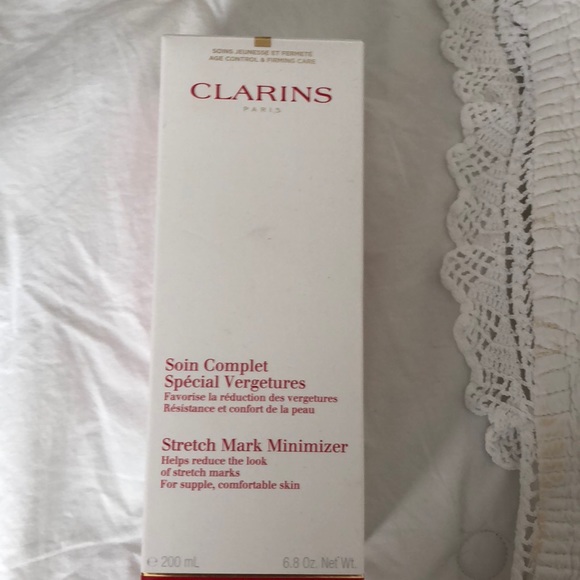 SOINS JEUNESSE ET FERMETÉ
AGE CONTROL & FIRMING CARE
CLARINS
PARIS
Soin Complet
Spécial Vergetures
Favorise la réduction des vergetures
Résistance et confort de la peau
Stretch Mark Minimizer
Helps reduce the look
of stretch marks
For supple, comfortable skin
℮ 200 mL 6.8 Oz. Net Wt.